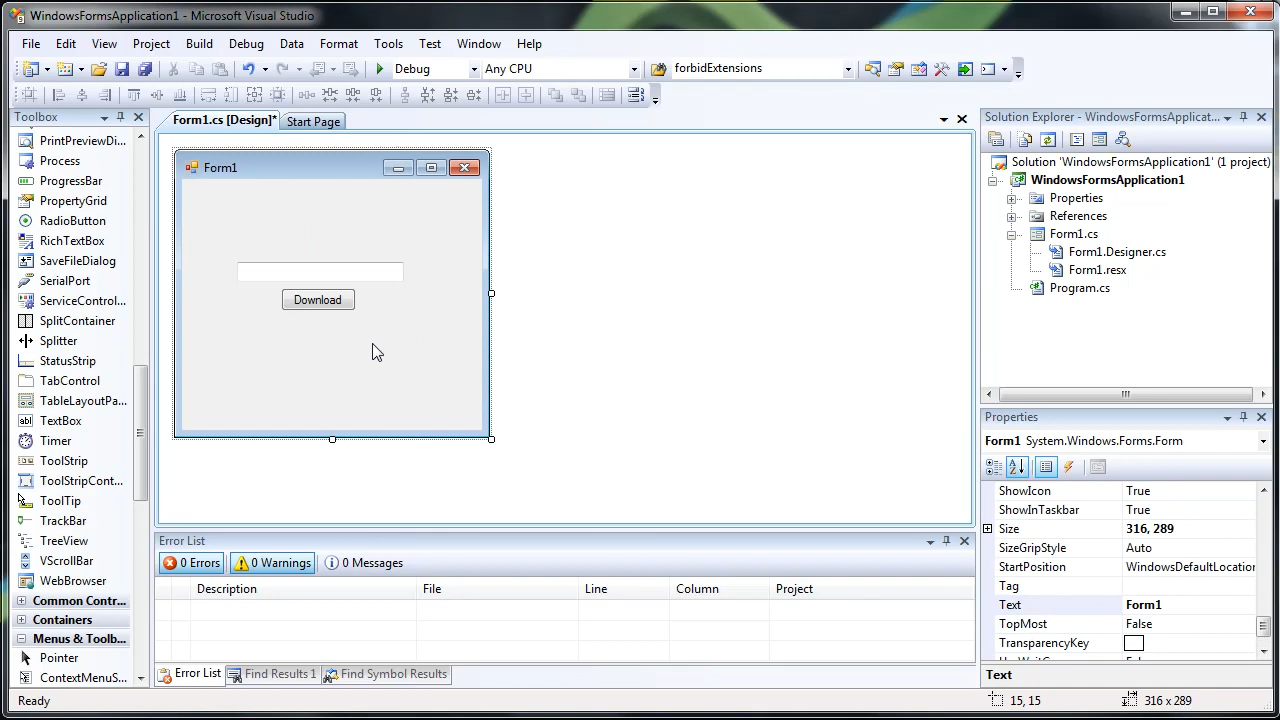 WindowsFormsApplication1 - Microsoft Visual Studio
File Edit View Project Build Debug Data Format Tools Test Window Help
Debug Any CPU forbidExtensions
Toolbox
PrintPreviewDi...
Process
ProgressBar
PropertyGrid
RadioButton
RichTextBox
SaveFileDialog
SerialPort
ServiceControl...
SplitContainer
Splitter
StatusStrip
TabControl
TableLayoutPa...
TextBox
Timer
ToolStrip
ToolStripCont...
ToolTip
TrackBar
TreeView
VScrollBar
WebBrowser
Common Contr...
Containers
Menus & Toolb...
Pointer
ContextMenuS...
Form1.cs [Design]* Start Page
Form1
Download
Error List
0 Errors 0 Warnings 0 Messages
Description File Line Column Project
Error List Find Results 1 Find Symbol Results
Solution Explorer - WindowsFormsApplicat...
Solution 'WindowsFormsApplication1' (1 project)
WindowsFormsApplication1
Properties
References
Form1.cs
Form1.Designer.cs
Form1.resx
Program.cs
Properties
Form1 System.Windows.Forms.Form
ShowIcon True
ShowInTaskbar True
Size 316, 289
SizeGripStyle Auto
StartPosition WindowsDefaultLocation
Tag
Text Form1
TopMost False
TransparencyKey
Text
Ready 15, 15 316 x 289